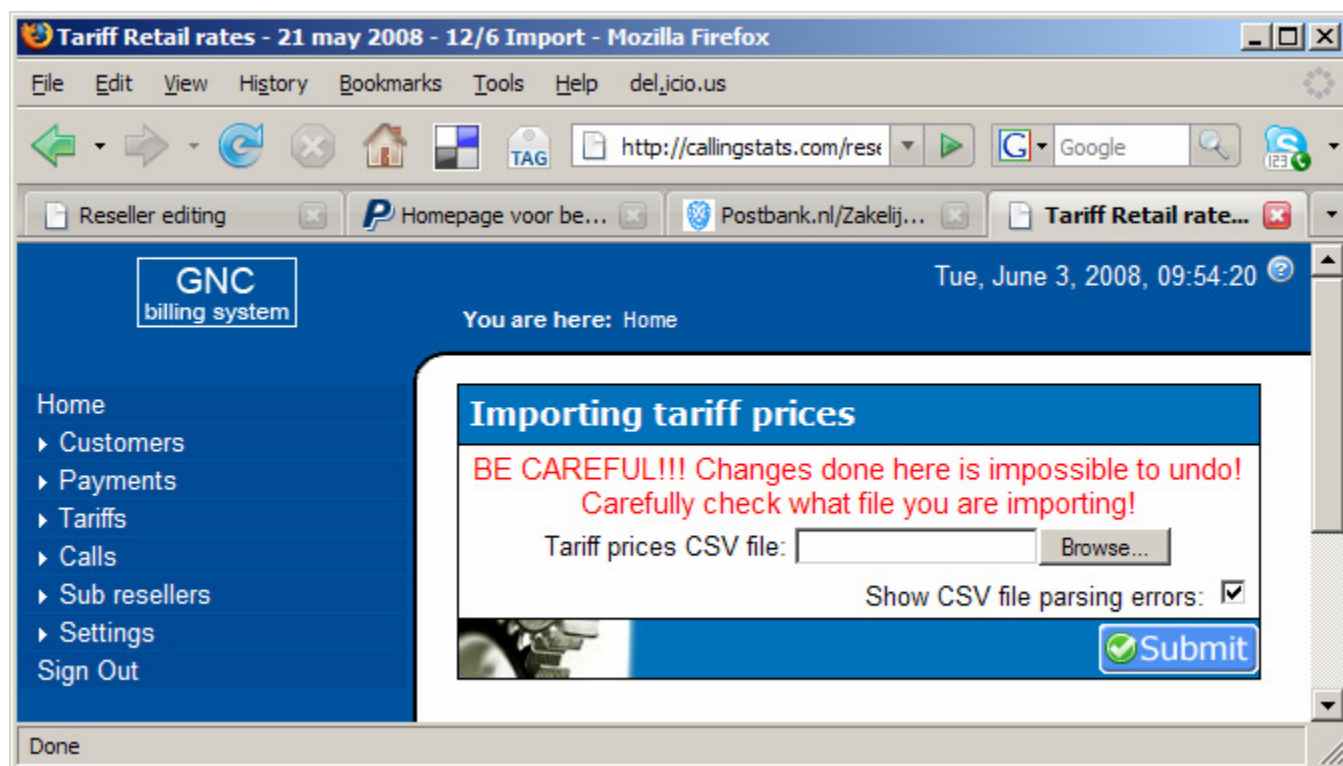 Tariff Retail rates - 21 may 2008 - 12/6 Import - Mozilla Firefox
File Edit View History Bookmarks Tools Help del.icio.us
TAG http://callingstats.com/rese G Google 123
Reseller editing Homepage voor be... Postbank.nl/Zakelij... Tariff Retail rate...
GNC
billing system
Tue, June 3, 2008, 09:54:20
You are here: Home
Home
Customers
Payments
Tariffs
Calls
Sub resellers
Settings
Sign Out
Importing tariff prices
BE CAREFUL!!! Changes done here is impossible to undo!
Carefully check what file you are importing!
Tariff prices CSV file: Browse...
Show CSV file parsing errors:
Submit
Done